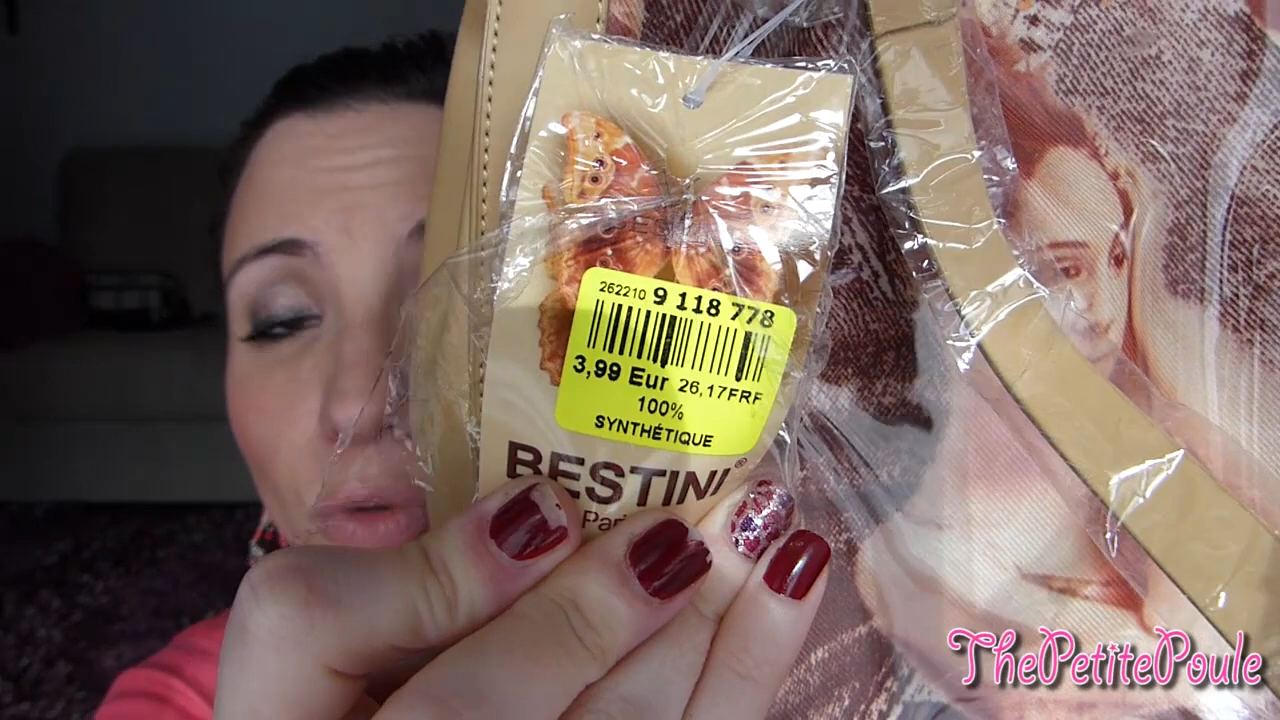 262210 9 118 778
3,99 Eur 26,17FRF
100%
SYNTHÉTIQUE
BESTINI®
ThePetitePoule